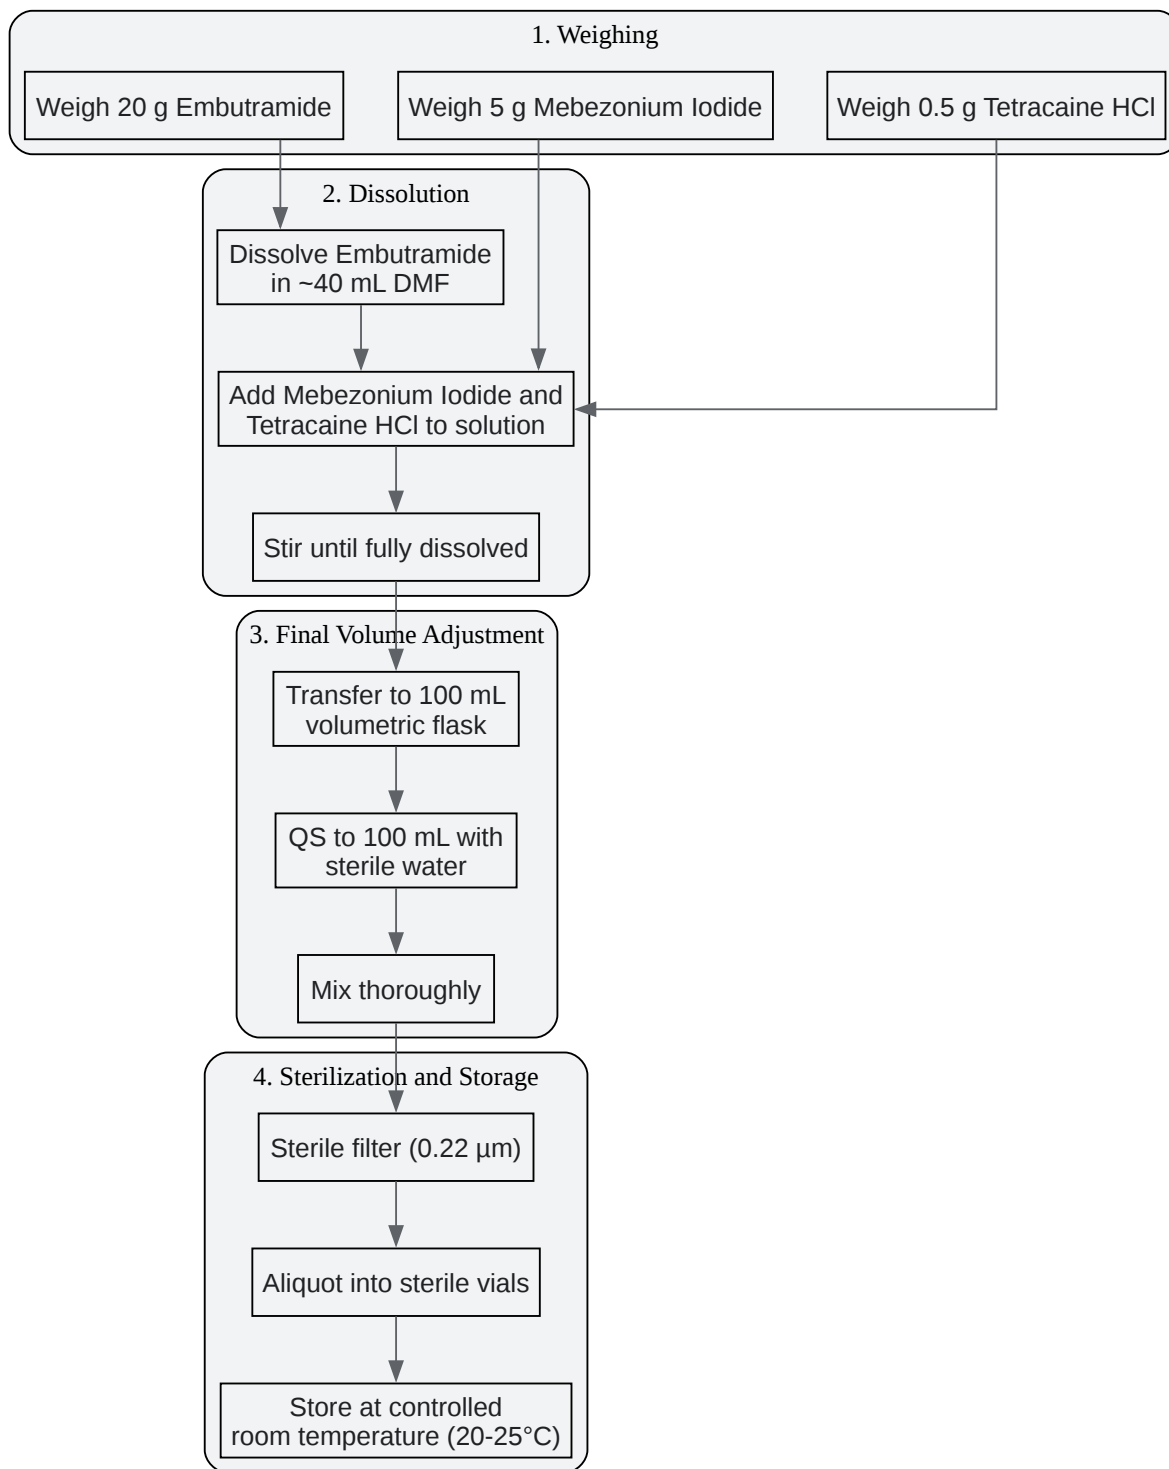 1. Weighing
Weigh 20 g Embutramide
Weigh 5 g Mebezonium Iodide
Weigh 0.5 g Tetracaine HCl
2. Dissolution
Dissolve Embutramide
in ~40 mL DMF
Add Mebezonium Iodide and
Tetracaine HCl to solution
Stir until fully dissolved
3. Final Volume Adjustment
Transfer to 100 mL
volumetric flask
QS to 100 mL with
sterile water
Mix thoroughly
4. Sterilization and Storage
Sterile filter (0.22 µm)
Aliquot into sterile vials
Store at controlled
room temperature (20-25°C)